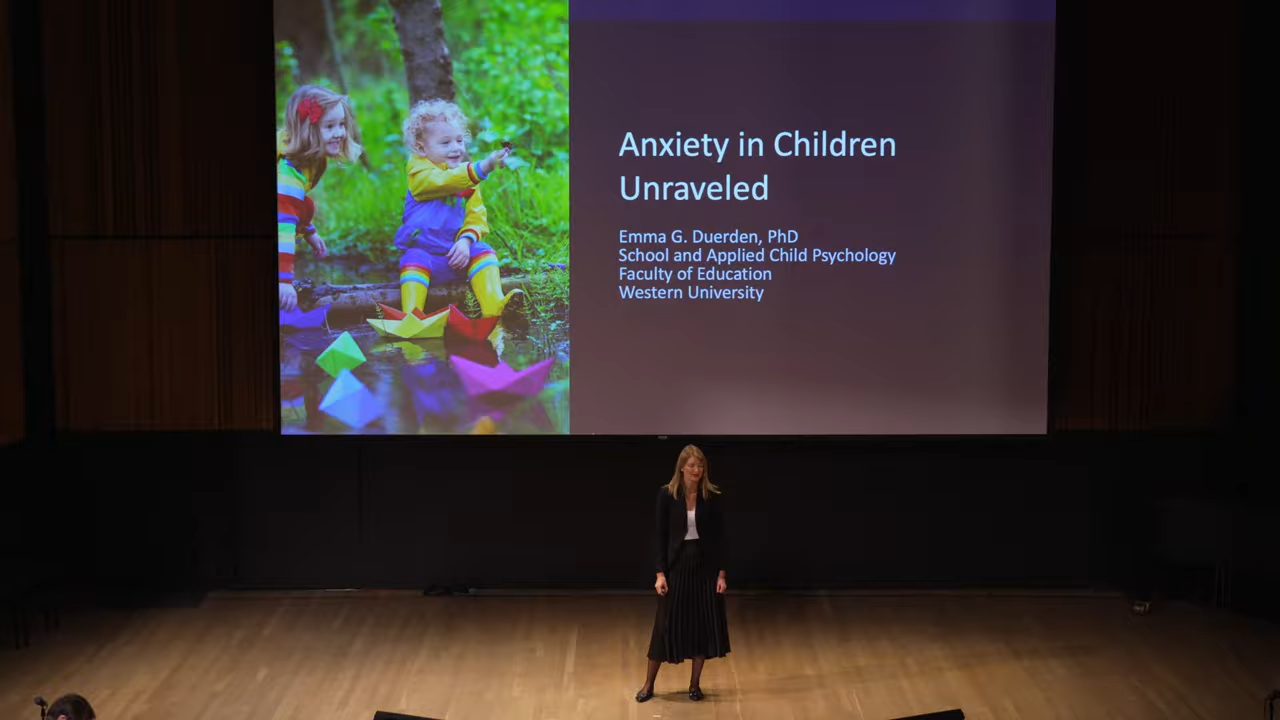 Anxiety in Children
Unraveled
Emma G. Duerden, PhD
School and Applied Child Psychology
Faculty of Education
Western University